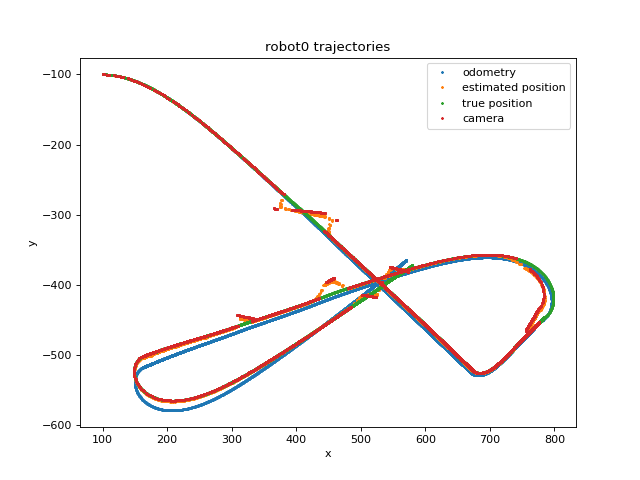 robot0 trajectories
odometry
estimated position
true position
camera
y
−100
−200
−300
−400
−500
−600
100
200
300
400
500
600
700
800
x